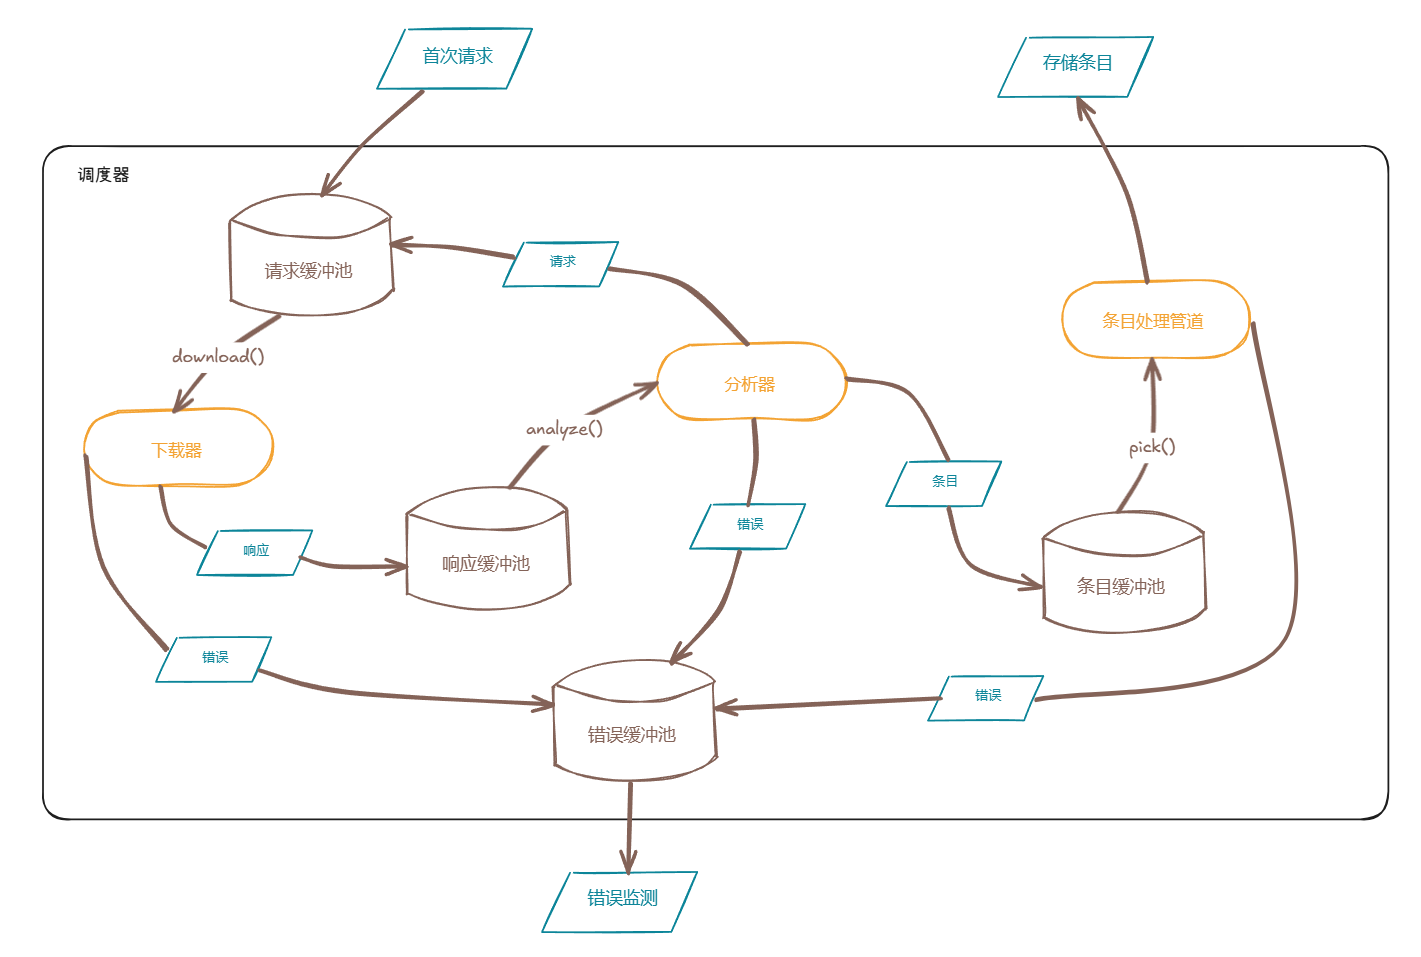 首次请求
存储条目
调度器
请求
请求缓冲池
条目处理管道
download()
分析器
analyze()
pick()
下载器
条目
错误
响应
响应缓冲池
条目缓冲池
错误
错误
错误缓冲池
错误监测